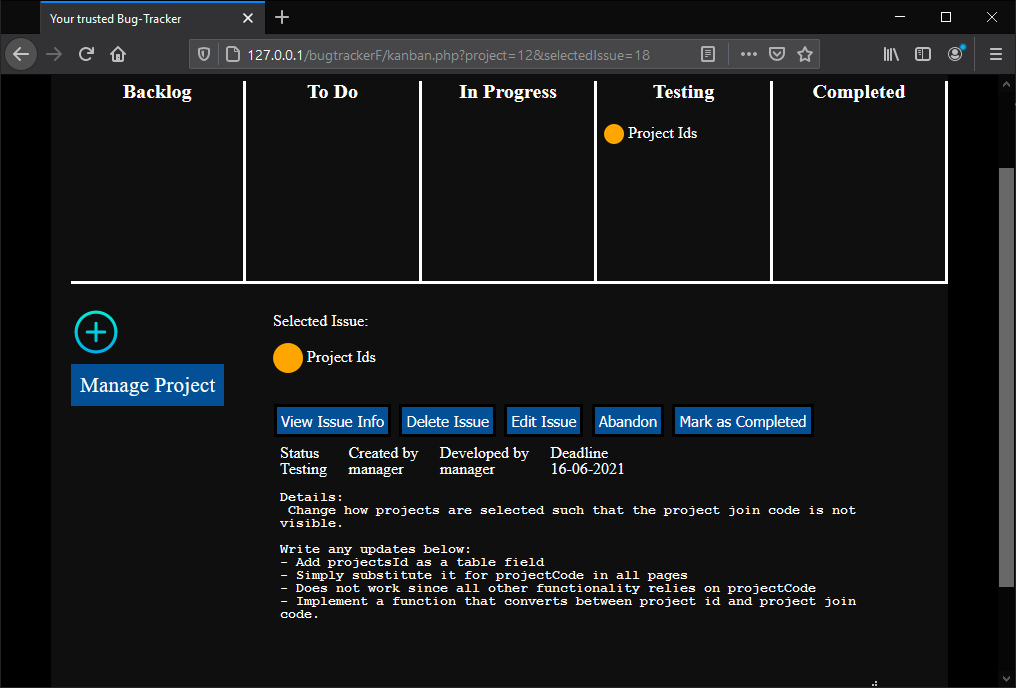 Your trusted Bug-Tracker
127.0.0.1/bugtrackerF/kanban.php?project=12&selectedIssue=18
Backlog To Do In Progress Testing Completed
Project Ids
Selected Issue:
Project Ids
Manage Project
View Issue Info Delete Issue Edit Issue Abandon Mark as Completed
Status Created by Developed by Deadline
Testing manager manager 16-06-2021
Details:
Change how projects are selected such that the project join code is not
visible.
Write any updates below:
- Add projectsId as a table field
- Simply substitute it for projectCode in all pages
- Does not work since all other functionality relies on projectCode
- Implement a function that converts between project id and project join
code.